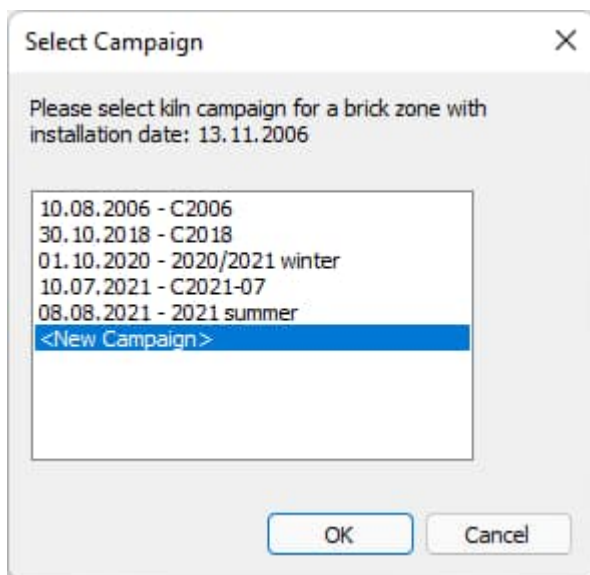 Select Campaign
Please select kiln campaign for a brick zone with
installation date: 13.11.2006
10.08.2006 - C2006
30.10.2018 - C2018
01.10.2020 - 2020/2021 winter
10.07.2021 - C2021-07
08.08.2021 - 2021 summer
<New Campaign>
OK Cancel